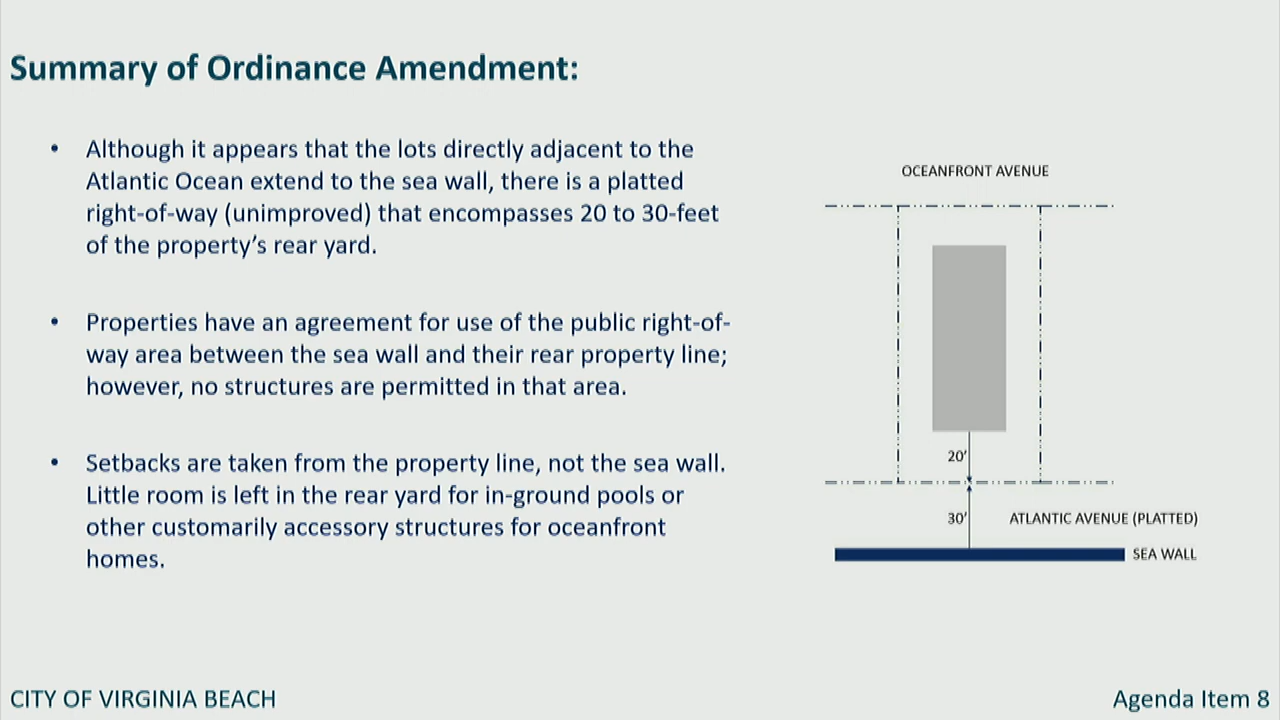 Summary of Ordinance Amendment:
• Although it appears that the lots directly adjacent to the
Atlantic Ocean extend to the sea wall, there is a platted
right-of-way (unimproved) that encompasses 20 to 30-feet
of the property's rear yard.
• Properties have an agreement for use of the public right-of-
way area between the sea wall and their rear property line;
however, no structures are permitted in that area.
• Setbacks are taken from the property line, not the sea wall.
Little room is left in the rear yard for in-ground pools or
other customarily accessory structures for oceanfront
homes.
OCEANFRONT AVENUE
20'
30'
ATLANTIC AVENUE (PLATTED)
SEA WALL
CITY OF VIRGINIA BEACH
Agenda Item 8